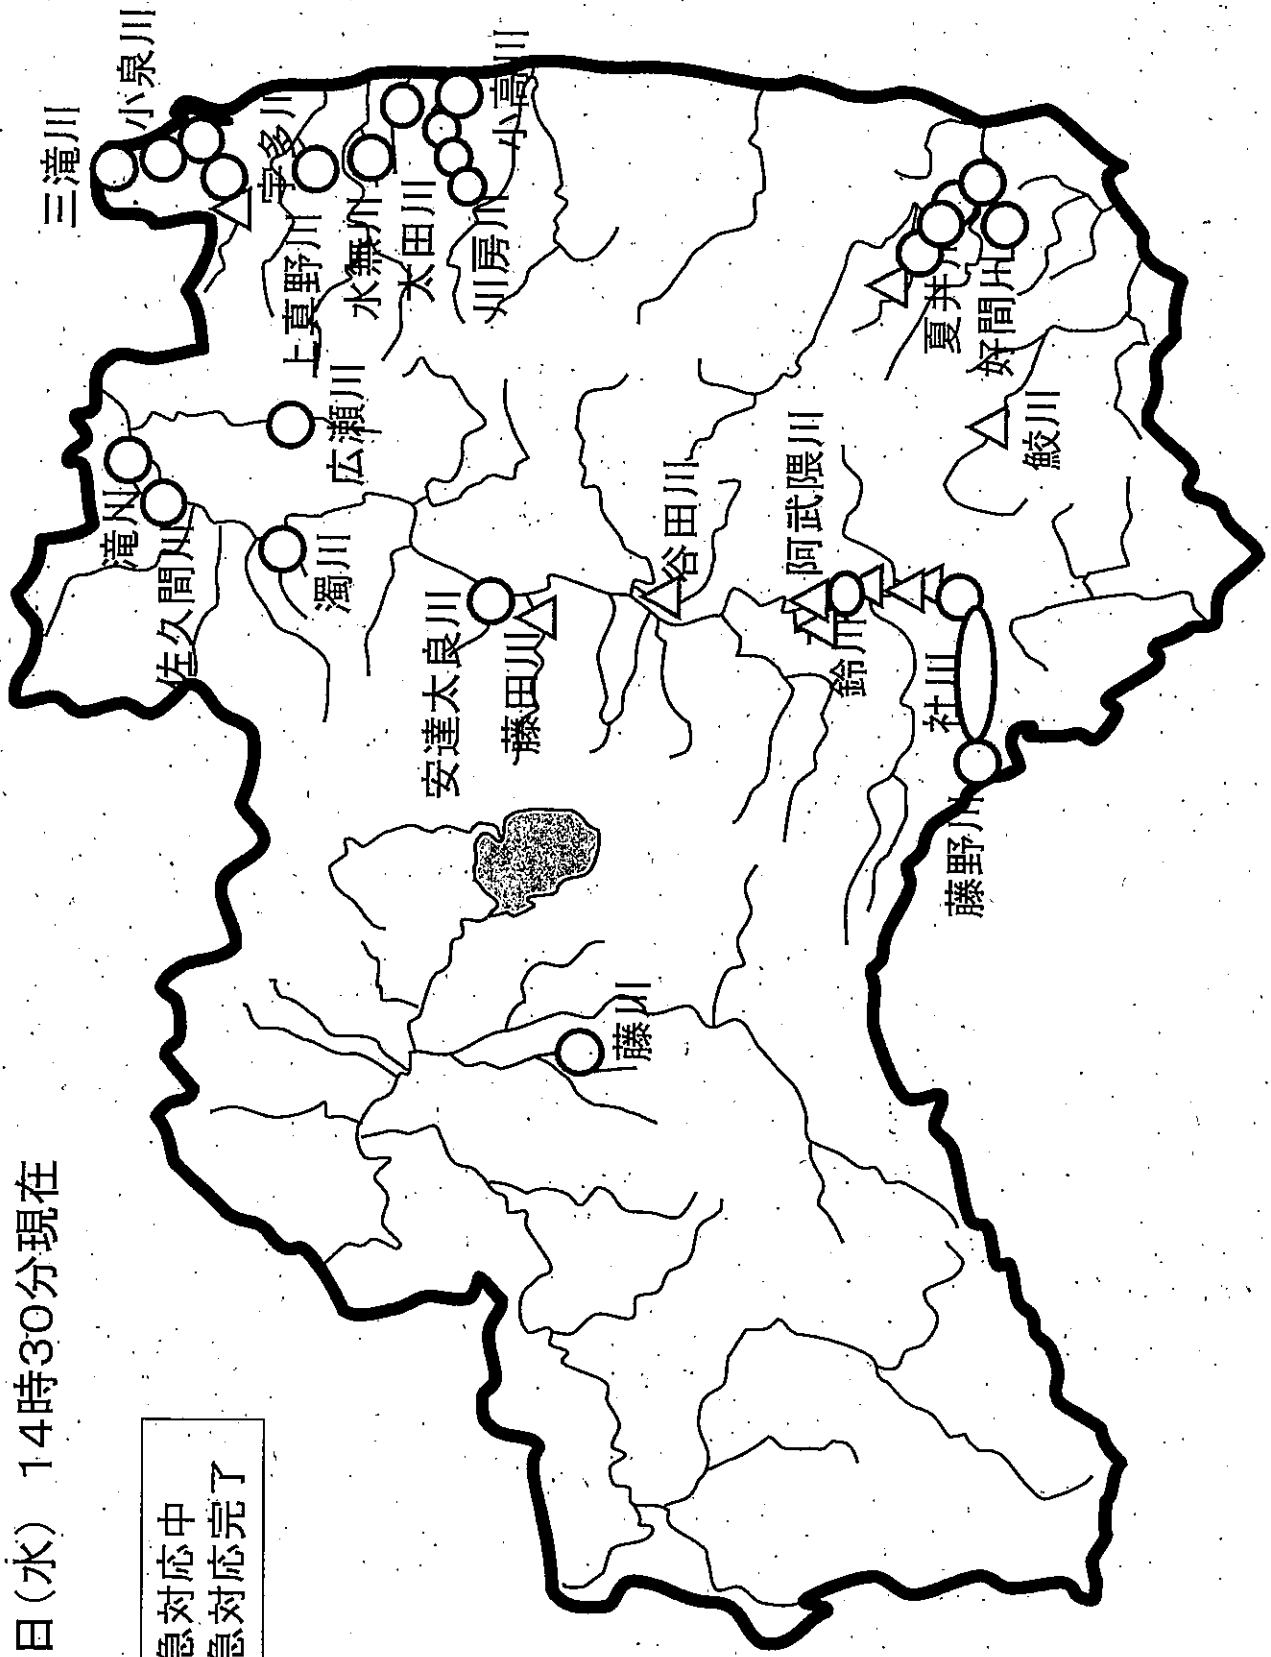 日(水) 14時30分現在
急対応中
急対応完了
三滝川
小泉川
宇多川
上真野川
水無川
太田川
小高川
川房川
滝川
佐久間川
広瀬川
濁川
安達太良川
藤田川
谷田川
阿武隈川
鈴川
社川
藤野川
夏井川
好間川
鮫川
藤川